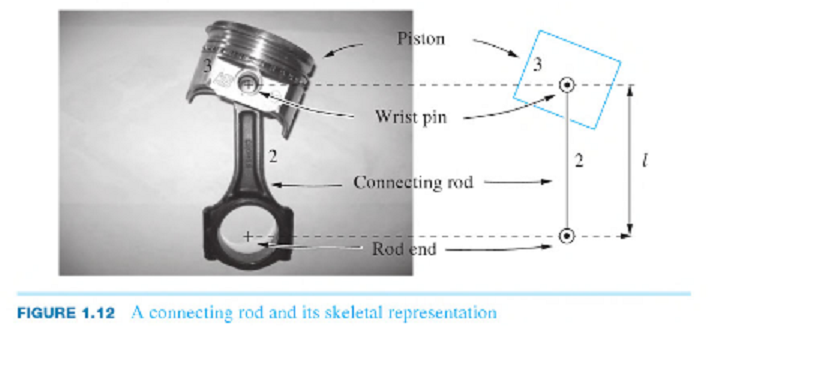 Piston
3
3
Wrist pin
2
2
l
Connecting rod
Rod end
FIGURE 1.12 A connecting rod and its skeletal representation